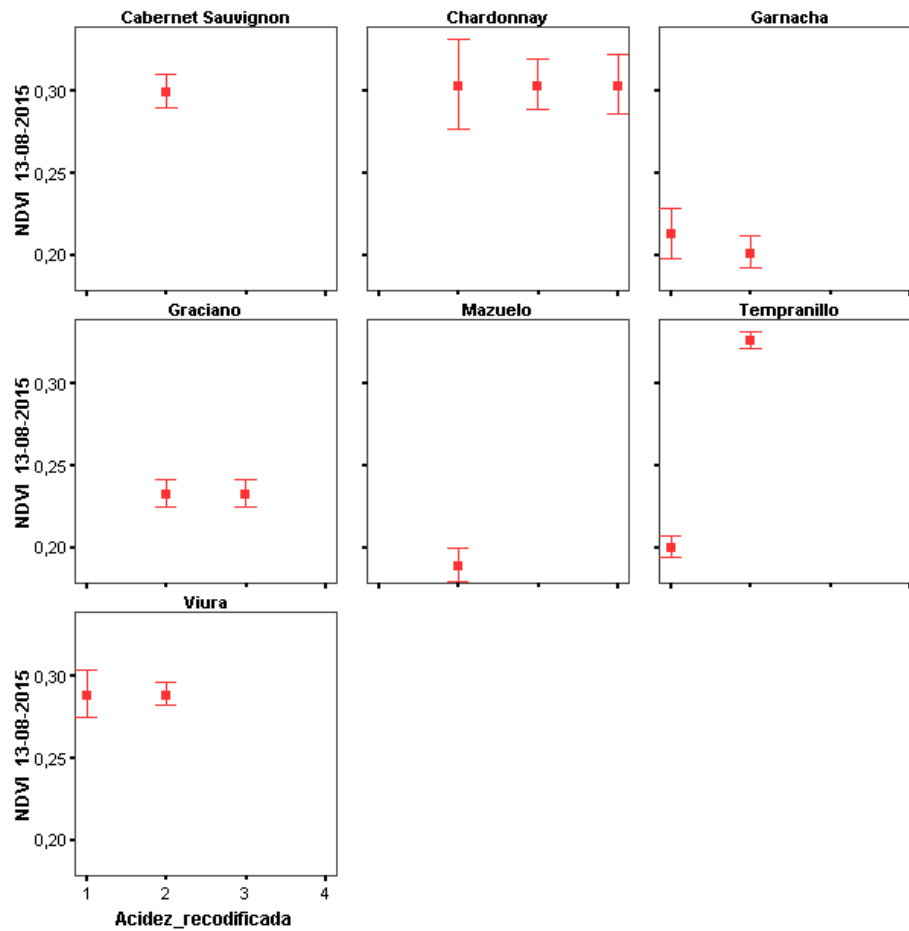 Cabernet Sauvignon
Chardonnay
Garnacha
NDVI 13-08-2015
0,30
0,25
0,20
Graciano
Mazuelo
Tempranillo
NDVI 13-08-2015
0,30
0,25
0,20
Viura
NDVI 13-08-2015
0,30
0,25
0,20
1 2 3 4
Acidez_recodificada